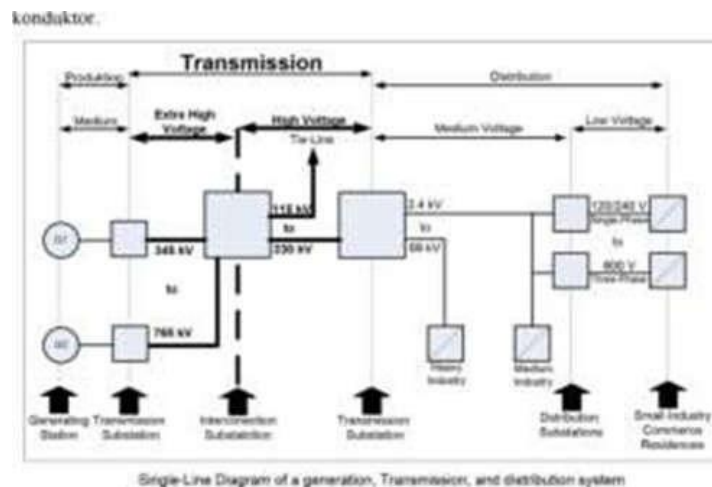 konduktor.
Transmission
Produktion
Distribution
Medium
Extra High
Voltage
High Voltage
Medium Voltage
Low Voltage
Tie-Line
115 kV
to
230 kV
2.4 kV
to
69 kV
120/240 V
Single-Phase
to
600 V
Three-Phase
345 kV
to
765 kV
Heavy
Industry
Medium
Industry
Generating
Station
Transmission
Substation
Interconnection
Substation
Transmission
Substation
Distribution
Substations
Small Industry
Commerce
Residences
Single-Line Diagram of a generation, Transmission, and distribution system